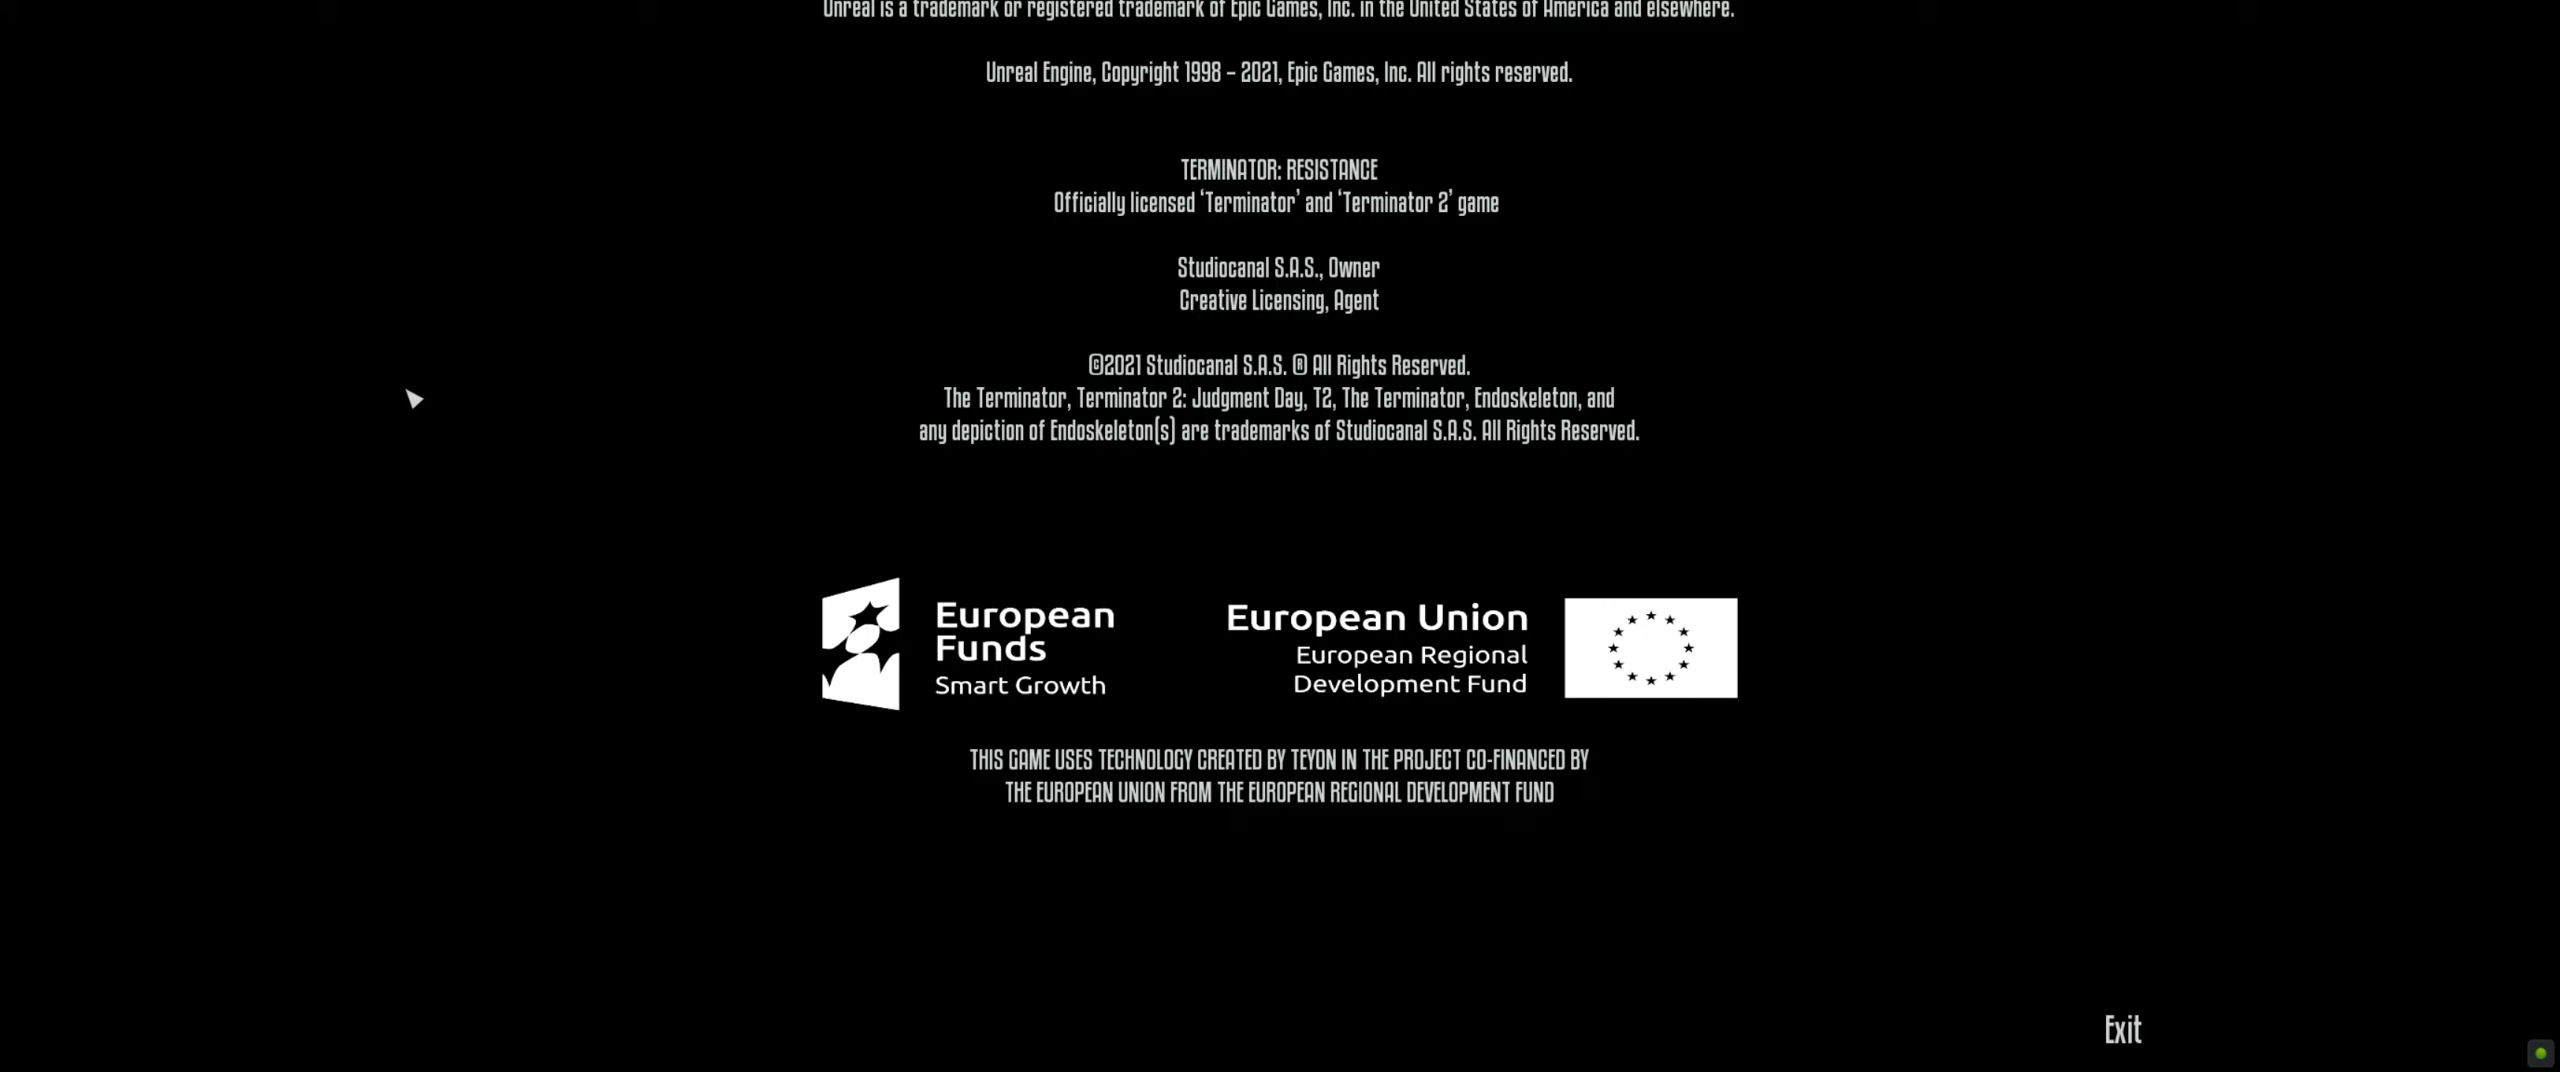 Unreal is a trademark or registered trademark of Epic Games, Inc. in the United States of America and elsewhere.
Unreal Engine, Copyright 1998 – 2021, Epic Games, Inc. All rights reserved.
TERMINATOR: RESISTANCE
Officially licensed ‘Terminator’ and ‘Terminator 2’ game
Studiocanal S.A.S., Owner
Creative Licensing, Agent
©2021 Studiocanal S.A.S. ® All Rights Reserved.
The Terminator, Terminator 2: Judgment Day, T2, The Terminator, Endoskeleton, and
any depiction of Endoskeleton(s) are trademarks of Studiocanal S.A.S. All Rights Reserved.
European
Funds
Smart Growth
European Union
European Regional
Development Fund
THIS GAME USES TECHNOLOGY CREATED BY TEYON IN THE PROJECT CO-FINANCED BY
THE EUROPEAN UNION FROM THE EUROPEAN REGIONAL DEVELOPMENT FUND
Exit